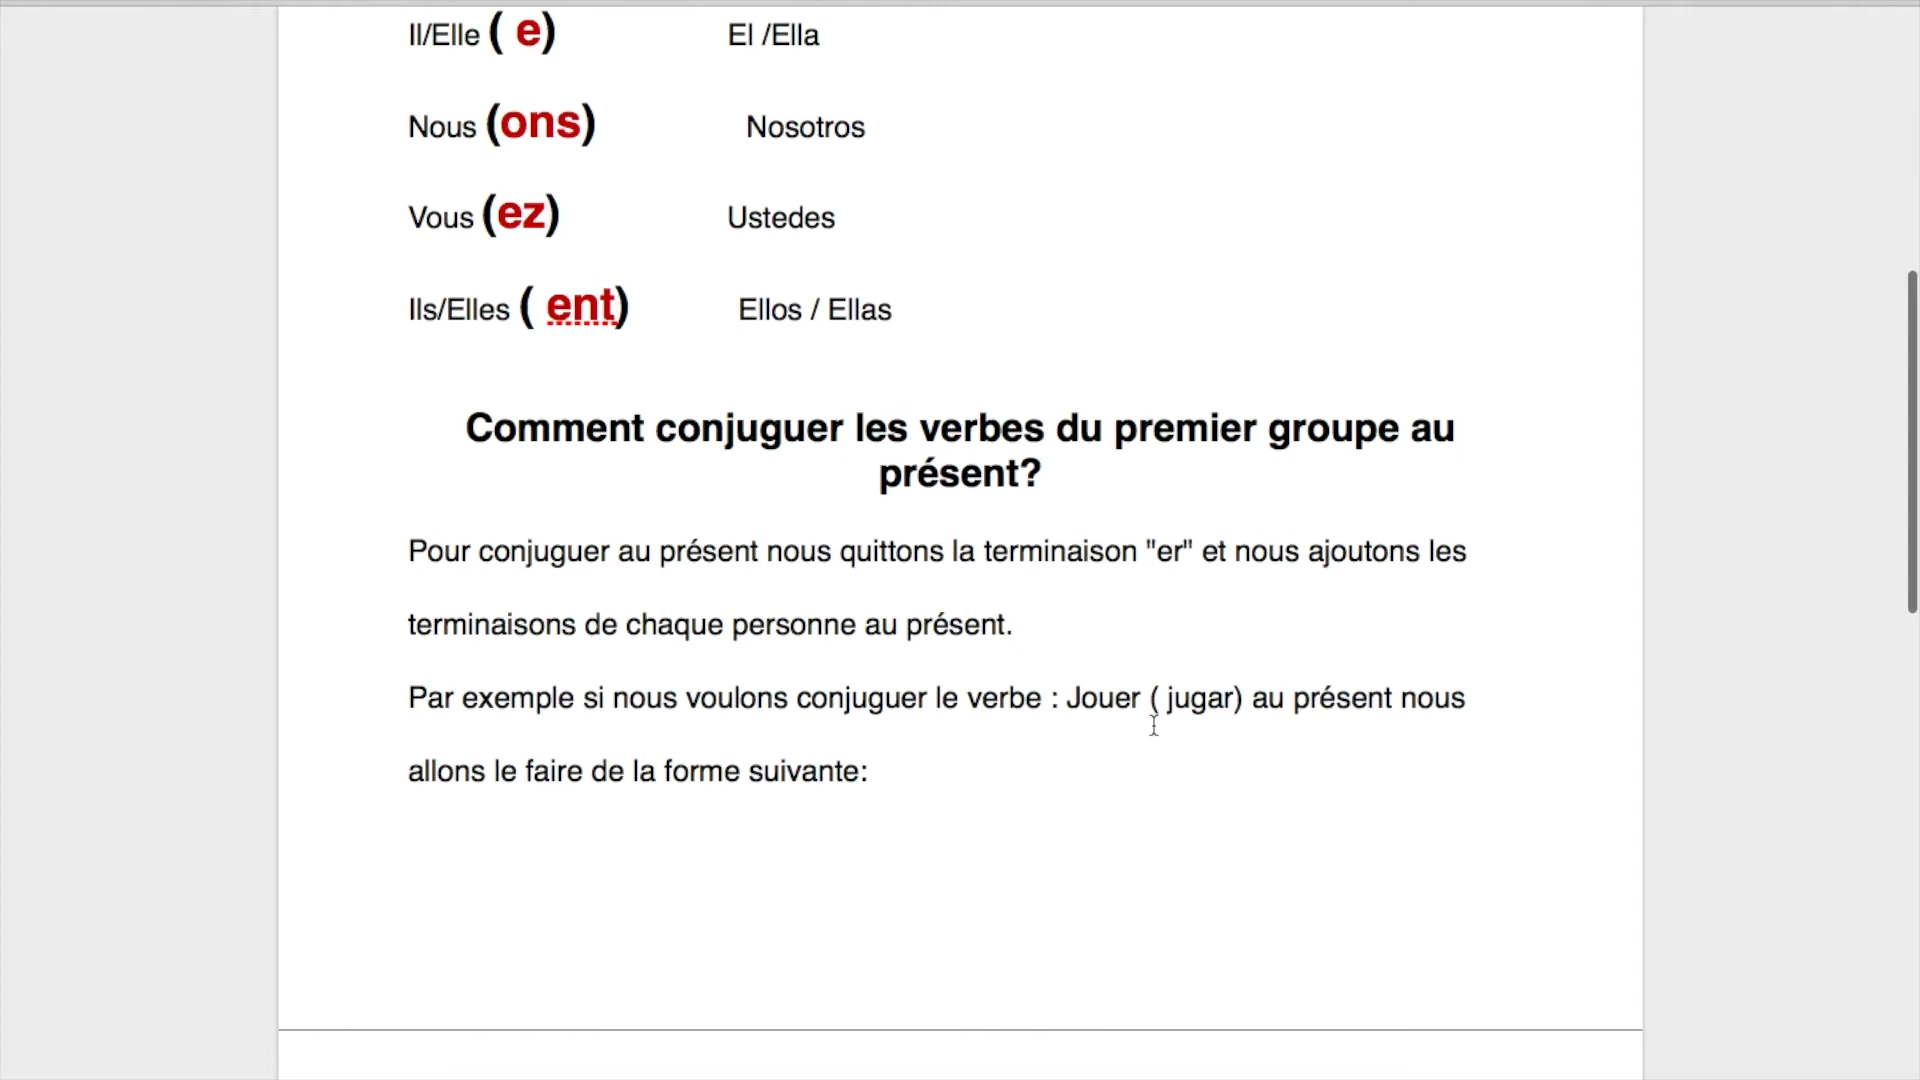 Il/Elle ( e) El /Ella
Nous (ons) Nosotros
Vous (ez) Ustedes
Ils/Elles ( ent) Ellos / Ellas
Comment conjuguer les verbes du premier groupe au
présent?
Pour conjuguer au présent nous quittons la terminaison "er" et nous ajoutons les
terminaisons de chaque personne au présent.
Par exemple si nous voulons conjuguer le verbe : Jouer ( jugar) au présent nous
allons le faire de la forme suivante: